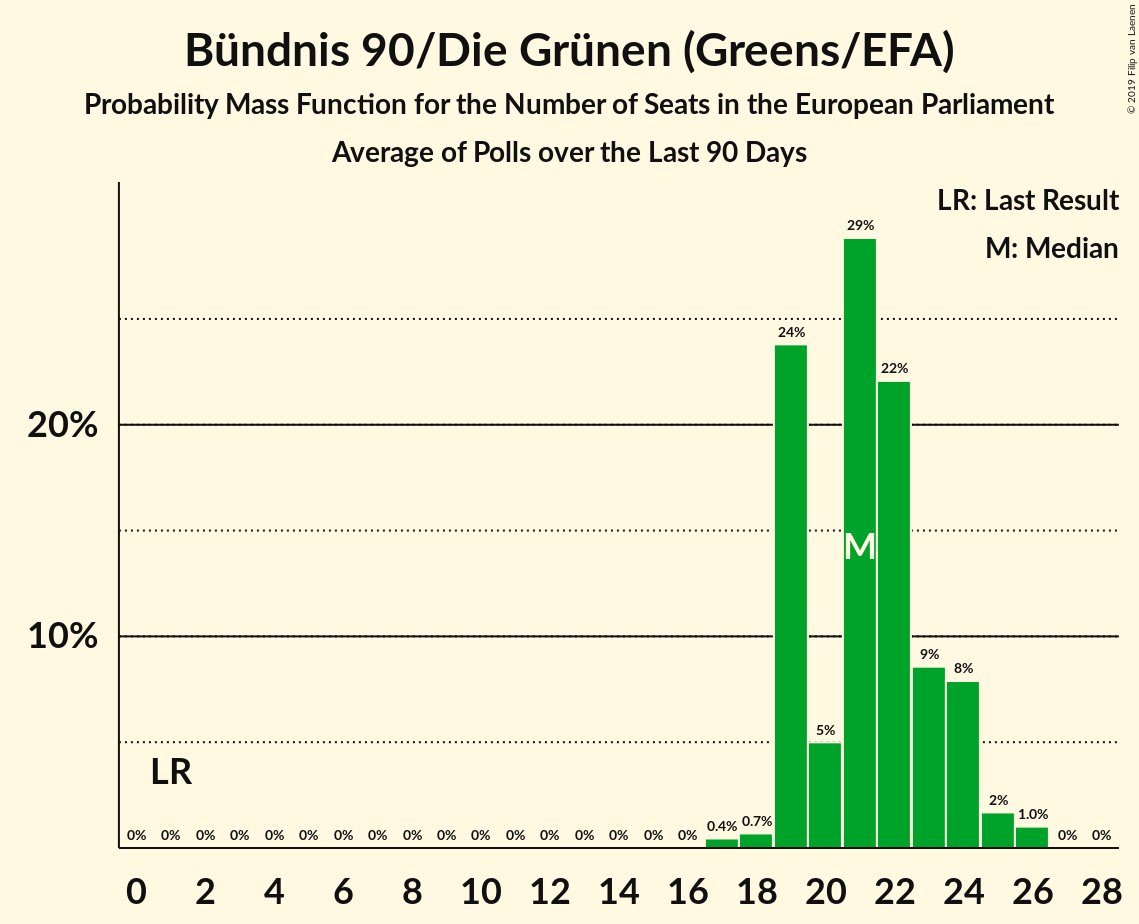 Bündnis 90/Die Grünen (Greens/EFA)
Probability Mass Function for the Number of Seats in the European Parliament
Average of Polls over the Last 90 Days
© 2019 Filip van Laenen
LR: Last Result
M: Median
29%
24%
22%
20%
M
10%
9%
8%
5%
LR
2%
1.0%
0.7%
0.4%
0% 0% 0% 0% 0% 0% 0% 0% 0% 0% 0% 0% 0% 0% 0% 0% 0% 0% 0%
0 2 4 6 8 10 12 14 16 18 20 22 24 26 28